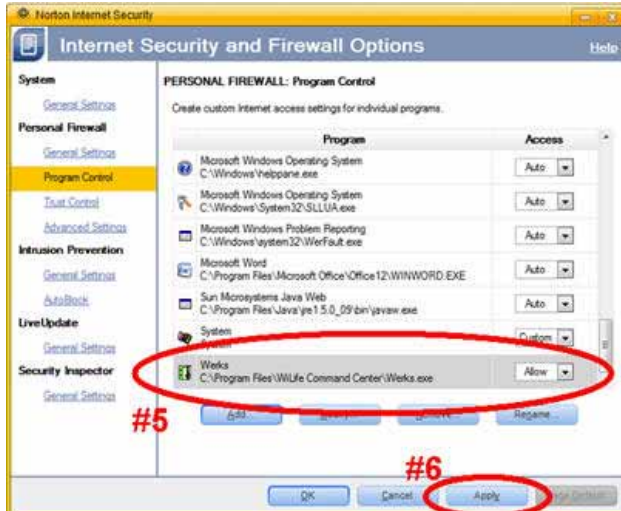 Norton Internet Security
Internet Security and Firewall Options
Help
System
General Settings
Personal Firewall
General Settings
Program Control
Trust Control
Advanced Settings
Intrusion Prevention
General Settings
AutoBlock
LiveUpdate
General Settings
Security Inspector
General Settings
PERSONAL FIREWALL: Program Control
Create custom Internet access settings for individual programs.
Program Access
Microsoft Windows Operating System
C:\Windows\helppane.exe
Auto
Microsoft Windows Operating System
C:\Windows\System32\SLLUA.exe
Auto
Microsoft Windows Problem Reporting
C:\Windows\system32\WerFault.exe
Auto
Microsoft Word
C:\Program Files\Microsoft Office\Office12\WINWORD.EXE
Auto
Sun Microsystems Java Web
C:\Program Files\Java\jre1.5.0_09\bin\javaw.exe
Auto
System
Custom
Werks
C:\Program Files\WiLife Command Center\Werks.exe
Allow
#5
Add...
Rename...
#6
OK
Cancel
Apply